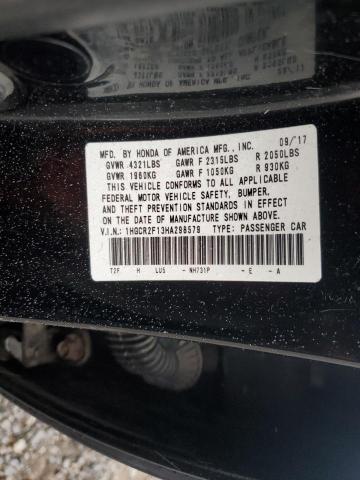 MFD. BY HONDA OF AMERICA MFG., INC. 09/17
GVWR 4321LBS GAWR F 2315LBS R 2050LBS
GVWR 1960KG GAWR F 1050KG R 930KG
THIS VEHICLE CONFORMS TO ALL APPLICABLE
FEDERAL MOTOR VEHICLE SAFETY, BUMPER,
AND THEFT PREVENTION STANDARDS IN EFFECT
ON THE DATE OF MANUFACTURE SHOWN ABOVE.
V.I.N.: 1HGCR2F13HA298579 TYPE: PASSENGER CAR
T2F H LU5 - NH731P - E - A